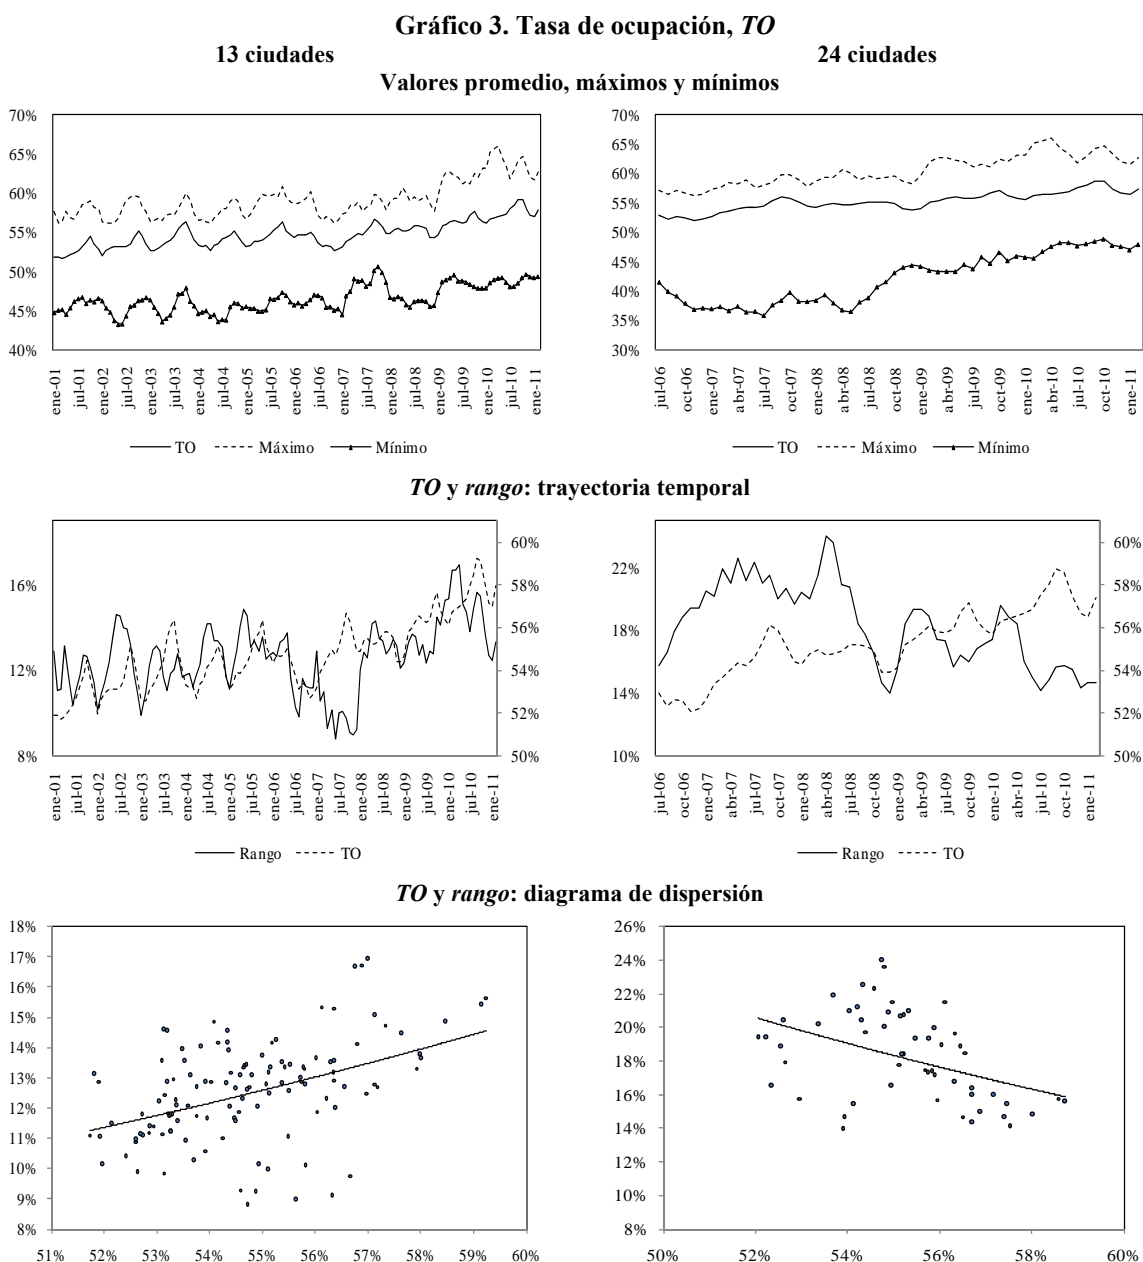 Gráfico 3. Tasa de ocupación, TO
13 ciudades
24 ciudades
Valores promedio, máximos y mínimos
70%
65%
60%
55%
50%
45%
40%
ene-01
jul-01
ene-02
jul-02
ene-03
jul-03
ene-04
jul-04
ene-05
jul-05
ene-06
jul-06
ene-07
jul-07
ene-08
jul-08
ene-09
jul-09
ene-10
jul-10
ene-11
TO Máximo Mínimo
70%
65%
60%
55%
50%
45%
40%
35%
30%
jul-06
oct-06
ene-07
abr-07
jul-07
oct-07
ene-08
abr-08
jul-08
oct-08
ene-09
abr-09
jul-09
oct-09
ene-10
abr-10
jul-10
oct-10
ene-11
TO Máximo Mínimo
TO y rango: trayectoria temporal
16%
12%
8%
60%
58%
56%
54%
52%
50%
ene-01
jul-01
ene-02
jul-02
ene-03
jul-03
ene-04
jul-04
ene-05
jul-05
ene-06
jul-06
ene-07
jul-07
ene-08
jul-08
ene-09
jul-09
ene-10
jul-10
ene-11
Rango TO
22%
18%
14%
10%
60%
58%
56%
54%
52%
50%
jul-06
oct-06
ene-07
abr-07
jul-07
oct-07
ene-08
abr-08
jul-08
oct-08
ene-09
abr-09
jul-09
oct-09
ene-10
abr-10
jul-10
oct-10
ene-11
Rango TO
TO y rango: diagrama de dispersión
18%
17%
16%
15%
14%
13%
12%
11%
10%
9%
8%
51% 52% 53% 54% 55% 56% 57% 58% 59% 60%
26%
24%
22%
20%
18%
16%
14%
12%
10%
8%
50% 52% 54% 56% 58% 60%